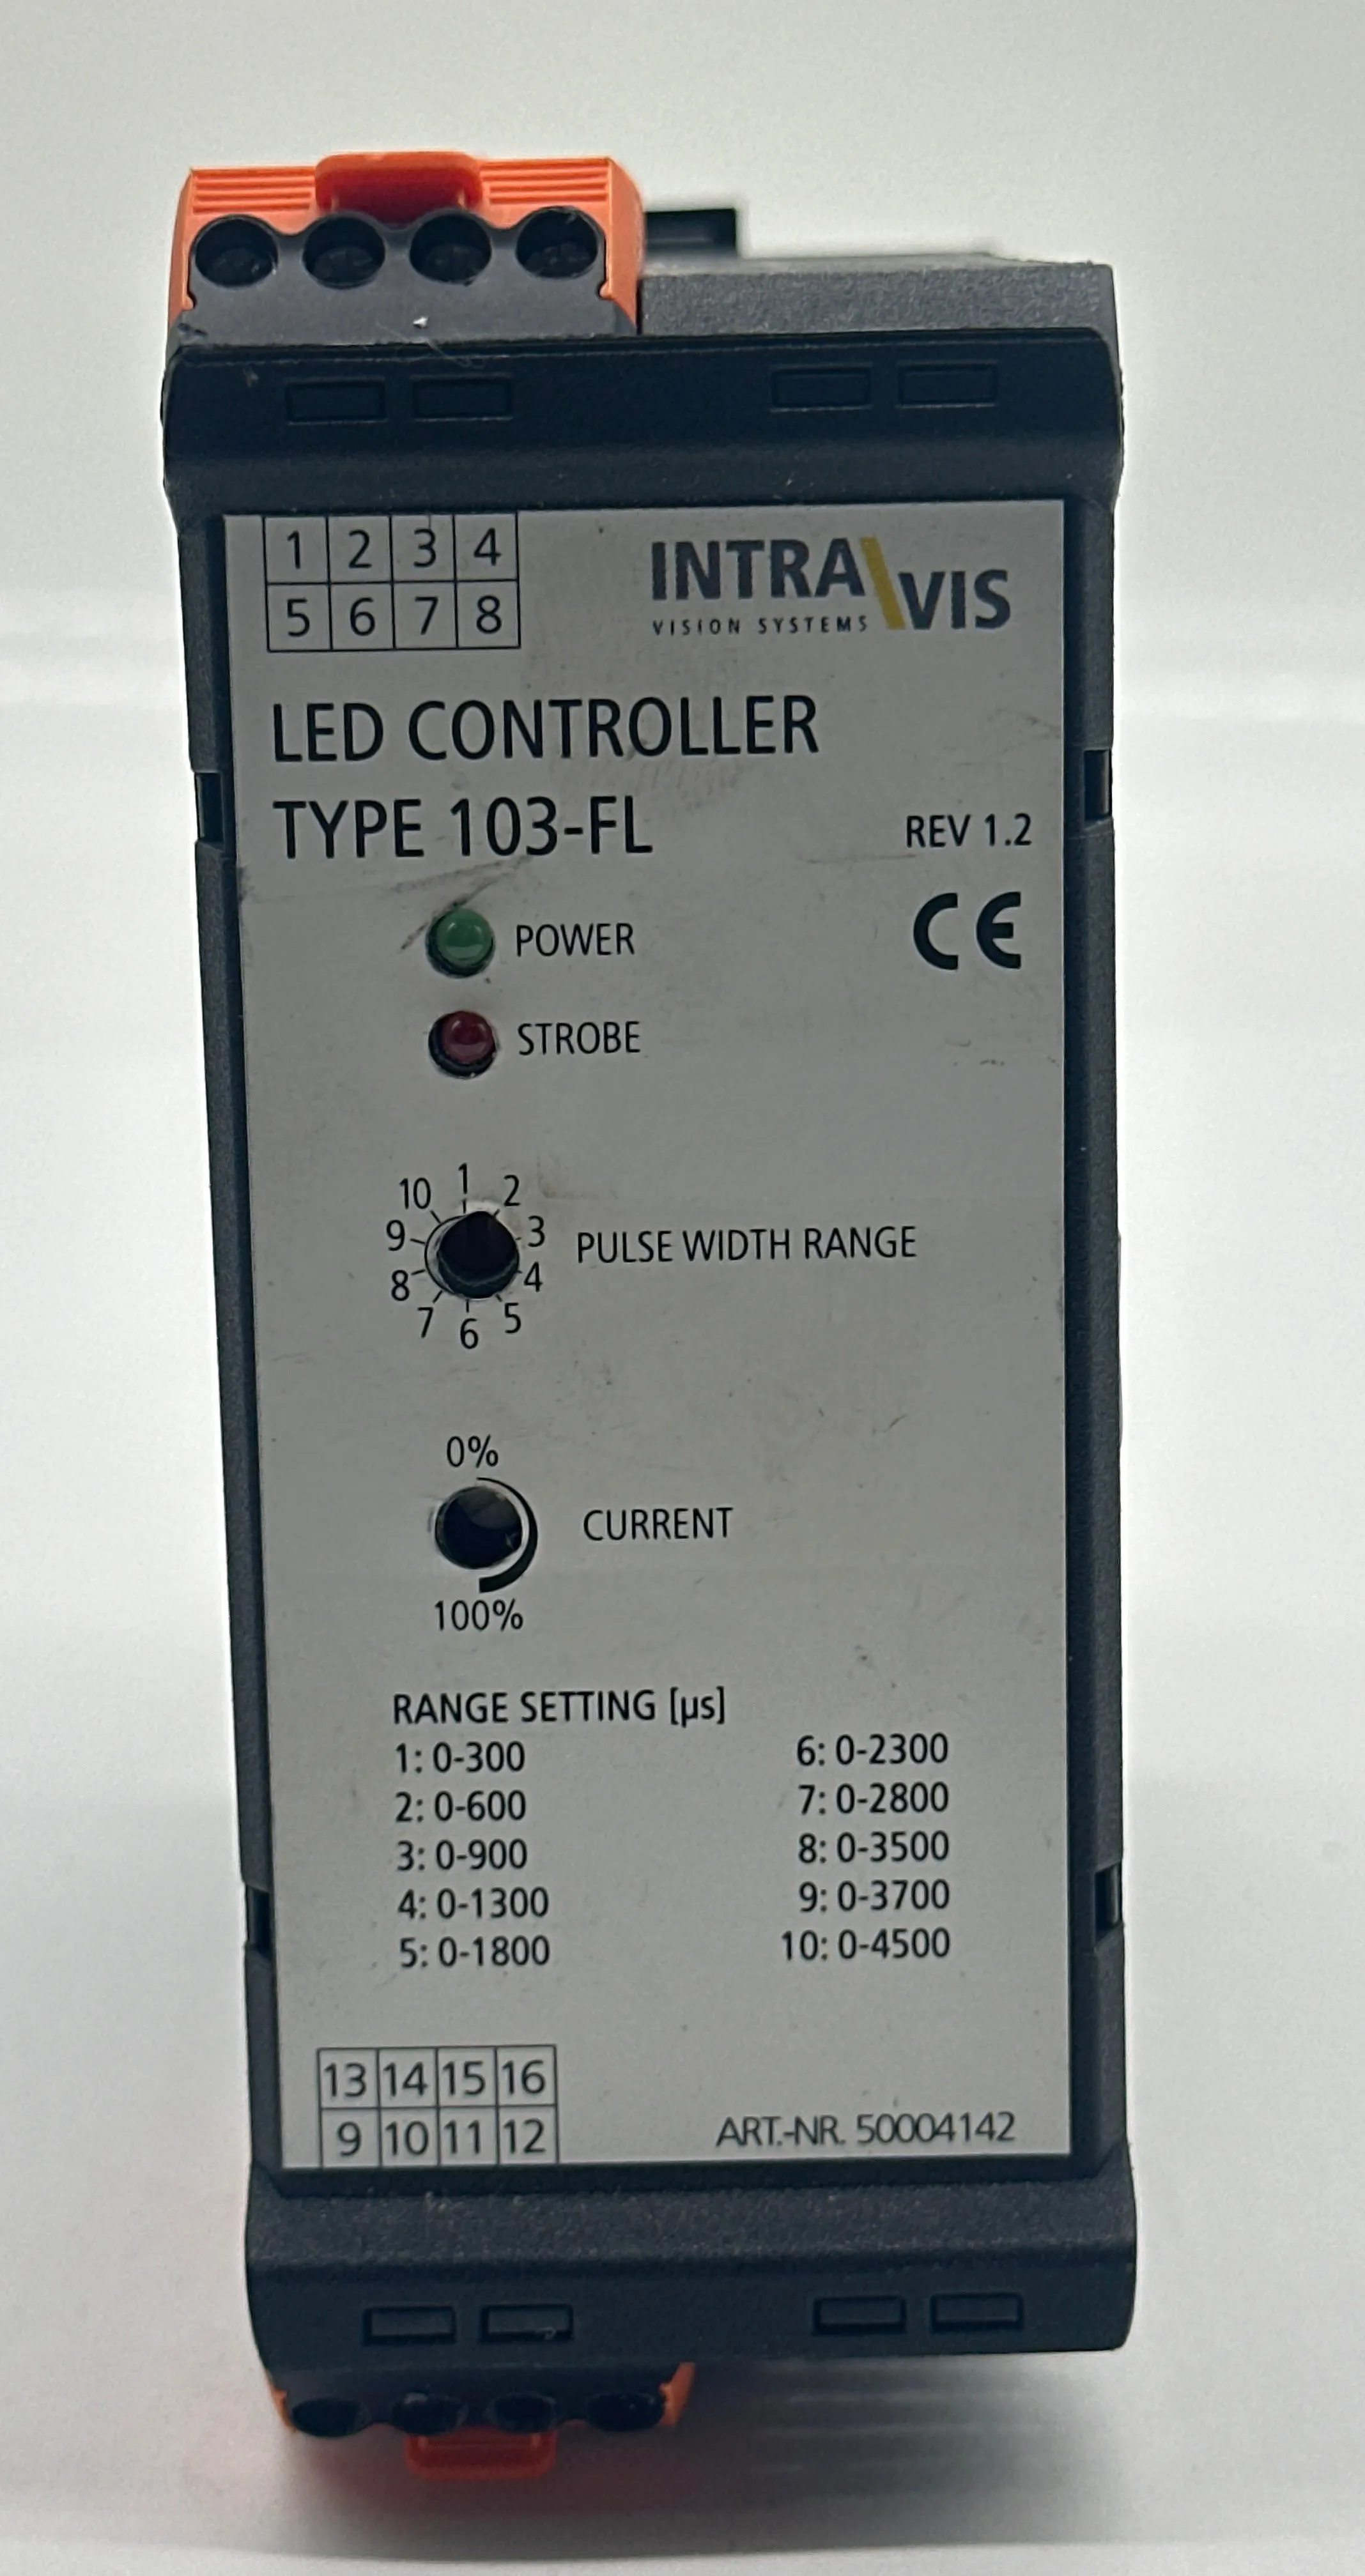 1 2 3 4
5 6 7 8
INTRAVIS
VISION SYSTEMS
LED CONTROLLER
TYPE 103-FL
REV 1.2
CE
POWER
STROBE
1 2 3 4 5 6 7 8 9 10
PULSE WIDTH RANGE
0%
CURRENT
100%
RANGE SETTING [µs]
1: 0-300
2: 0-600
3: 0-900
4: 0-1300
5: 0-1800
6: 0-2300
7: 0-2800
8: 0-3500
9: 0-3700
10: 0-4500
13 14 15 16
9 10 11 12
ART.-NR. 50004142